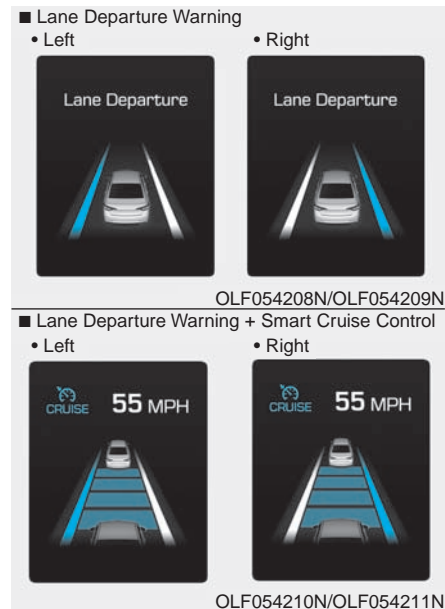 ■ Lane Departure Warning
• Left • Right
Lane Departure Lane Departure
OLF054208N/OLF054209N
■ Lane Departure Warning + Smart Cruise Control
• Left • Right
CRUISE 55 MPH CRUISE 55 MPH
OLF054210N/OLF054211N